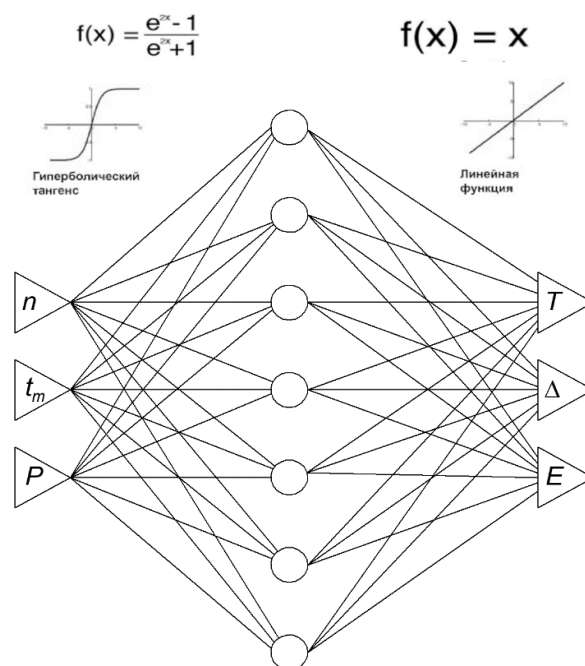 f(x) = (e^2x - 1)/(e^2x + 1)
f(x) = x
Гиперболический
тангенс
Линейная
функция
n
T
t_m
Δ
P
E